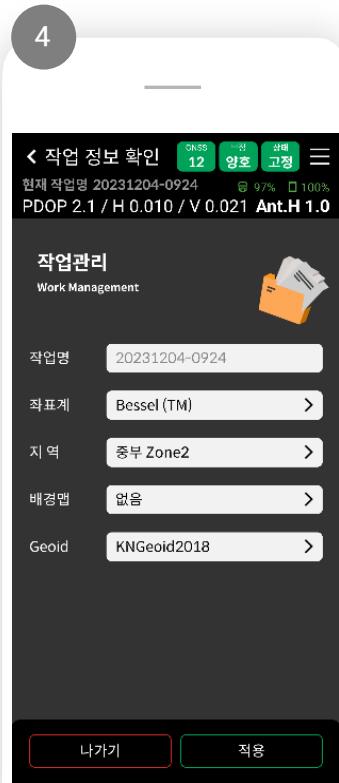 4
작업 정보 확인
GNSS 12
양호
상태 고정
현재 작업명 20231204-0924 97% 100%
PDOP 2.1 / H 0.010 / V 0.021 Ant.H 1.0
작업관리
Work Management
작업명 20231204-0924
좌표계 Bessel (TM)
지 역 중부 Zone2
배경맵 없음
Geoid KNGeoid2018
나가기 적용